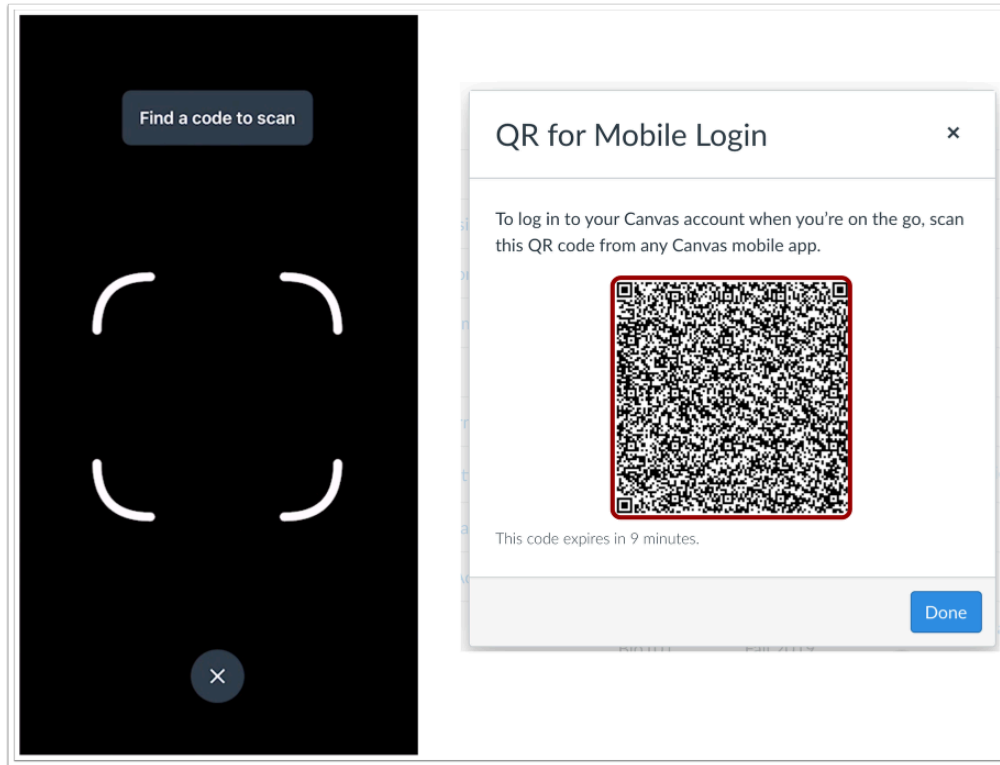 Find a code to scan
QR for Mobile Login
To log in to your Canvas account when you're on the go, scan
this QR code from any Canvas mobile app.
This code expires in 9 minutes.
Done